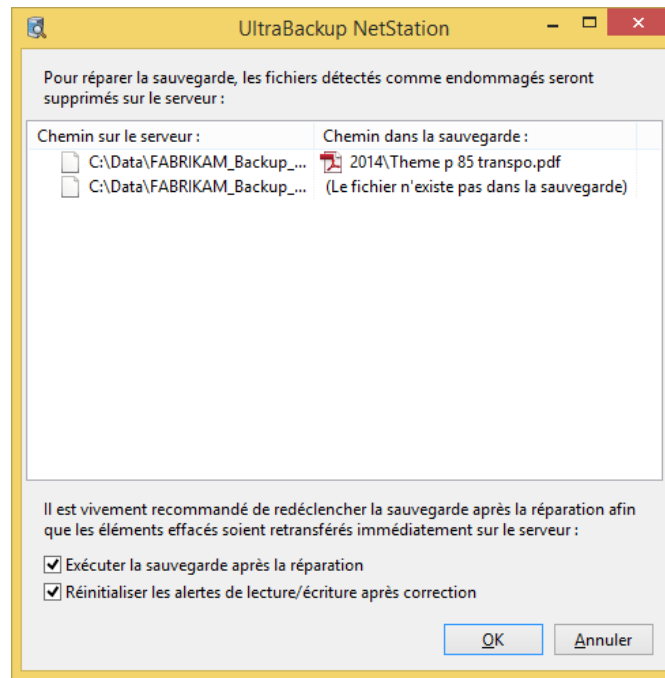 UltraBackup NetStation
Pour réparer la sauvegarde, les fichiers détectés comme endommagés seront
supprimés sur le serveur :
Chemin sur le serveur : Chemin dans la sauvegarde :
C:\Data\FABRIKAM_Backup_... 2014\Theme p 85 transpo.pdf
C:\Data\FABRIKAM_Backup_... (Le fichier n'existe pas dans la sauvegarde)
Il est vivement recommandé de redéclencher la sauvegarde après la réparation afin
que les éléments effacés soient retransférés immédiatement sur le serveur :
Exécuter la sauvegarde après la réparation
Réinitialiser les alertes de lecture/écriture après correction
OK Annuler